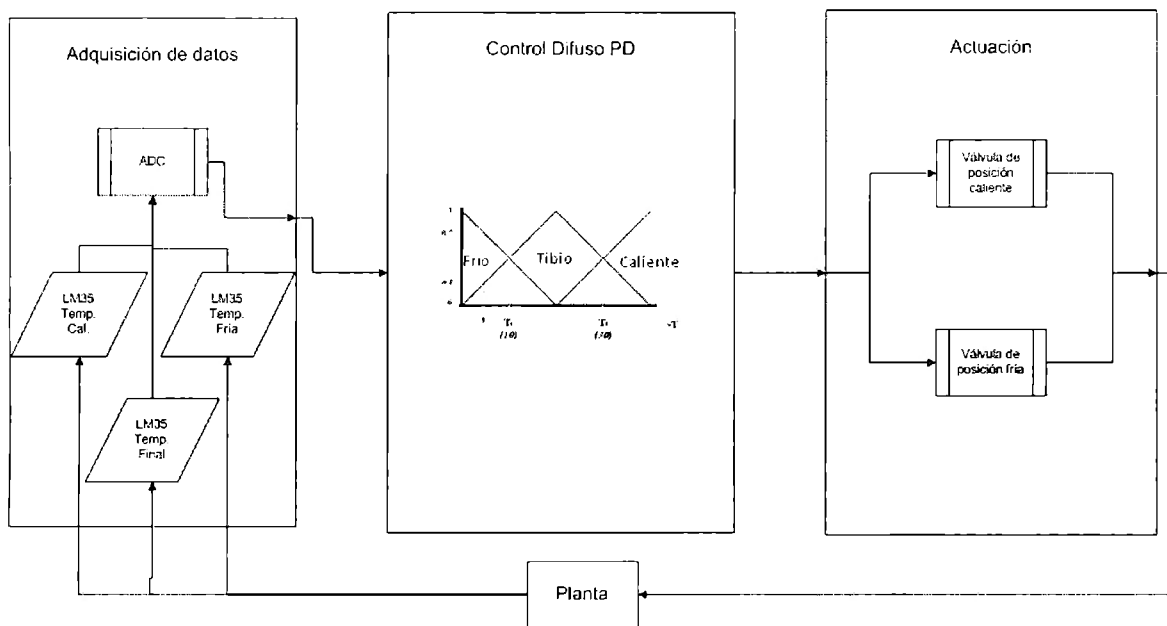 Adquisición de datos
ADC
LM35
Temp.
Cal.
LM35
Temp.
Fria
LM35
Temp.
Final
Control Difuso PD
Frio
Tibio
Caliente
Actuación
Válvula de
posición
caliente
Válvula de
posición fria
Planta